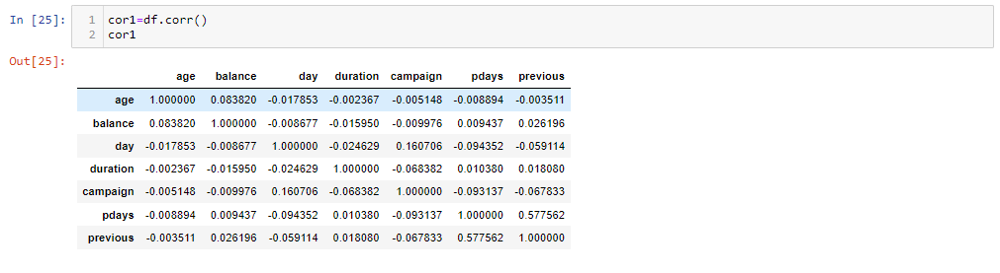 In [25]: 1 cor1=df.corr()
2 cor1
Out[25]:
age balance day duration campaign pdays previous
age 1.000000 0.083820 -0.017853 -0.002367 -0.005148 -0.008894 -0.003511
balance 0.083820 1.000000 -0.008677 -0.015950 -0.009976 0.009437 0.026196
day -0.017853 -0.008677 1.000000 -0.024629 0.160706 -0.094352 -0.059114
duration -0.002367 -0.015950 -0.024629 1.000000 -0.068382 0.010380 0.018080
campaign -0.005148 -0.009976 0.160706 -0.068382 1.000000 -0.093137 -0.067833
pdays -0.008894 0.009437 -0.094352 0.010380 -0.093137 1.000000 0.577562
previous -0.003511 0.026196 -0.059114 0.018080 -0.067833 0.577562 1.000000